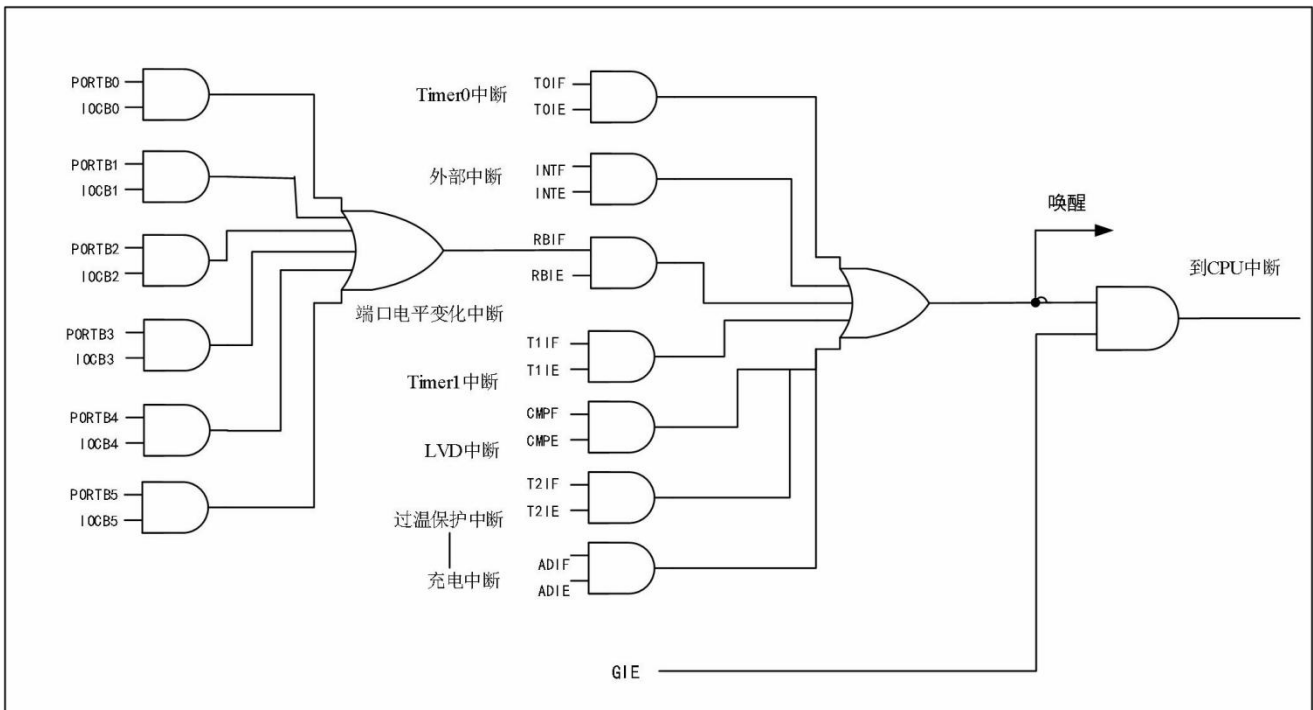 PORTB0
IOCB0
PORTB1
IOCB1
PORTB2
IOCB2
PORTB3
IOCB3
PORTB4
IOCB4
PORTB5
IOCB5
Timer0中断
T0IF
T0IE
外部中断
INTF
INTE
RBIF
RBIE
端口电平变化中断
T1IF
T1IE
Timer1中断
CMPF
CMPE
LVD中断
T2IF
T2IE
过温保护中断
ADIF
ADIE
充电中断
唤醒
到CPU中断
GIE